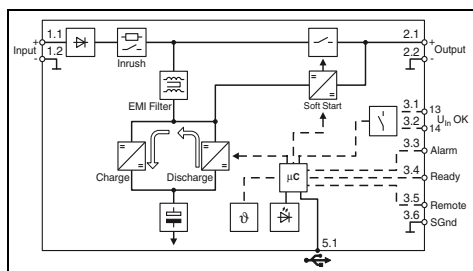 + 1.1
Input
- 1.2
Inrush
EMI Filter
Soft Start
2.1 +
Output
2.2 -
3.1 13
U_In OK
3.2 14
3.3 Alarm
3.4 Ready
3.5 Remote
3.6 SGnd
Charge
Discharge
µC
ϑ
5.1